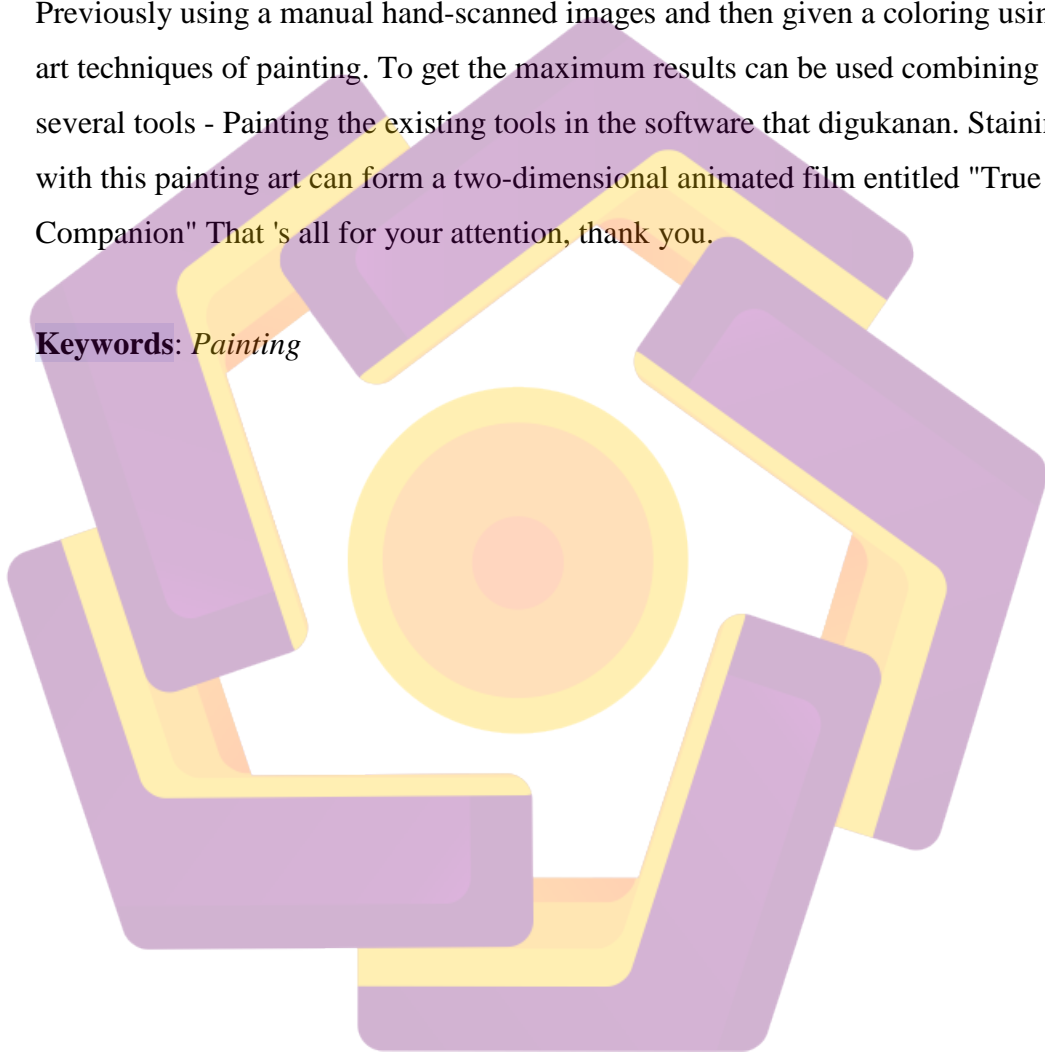 Previously using a manual hand-scanned images and then given a coloring using
art techniques of painting. To get the maximum results can be used combining
several tools - Painting the existing tools in the software that digukanan.
with this painting art can form a two-dimensional animated film entitled "True
Companion" That 's all for your attention, thank you.
Keywords: Painting